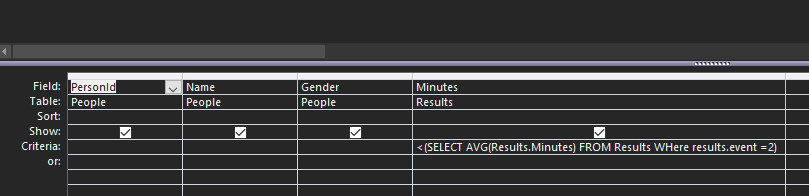 Field: PersonId Name Gender Minutes
Table: People People People Results
Sort:
Show:
Criteria: <(SELECT AVG(Results.Minutes) FROM Results WHere results.event =2)
or: